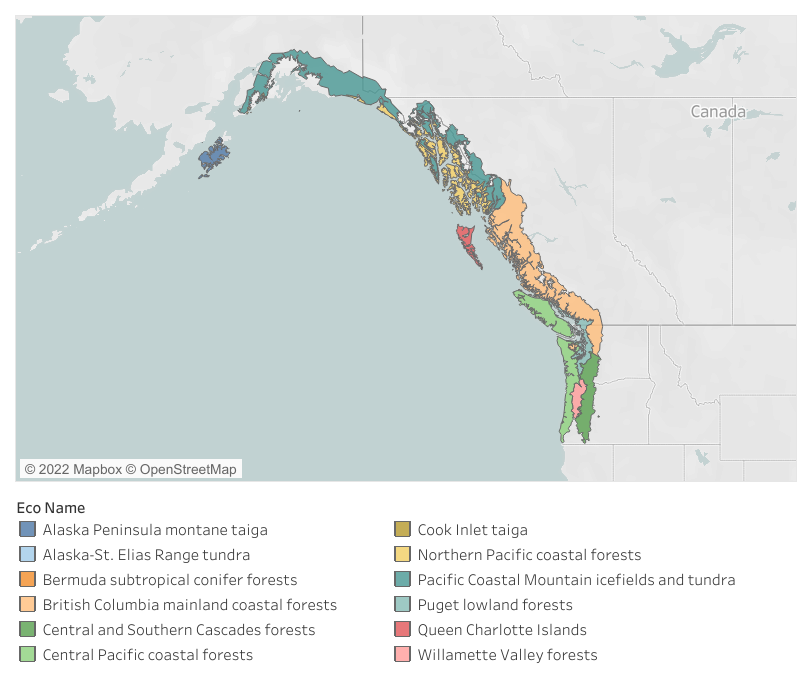 Canada
© 2022 Mapbox © OpenStreetMap
Eco Name
Alaska Peninsula montane taiga
Alaska-St. Elias Range tundra
Bermuda subtropical conifer forests
British Columbia mainland coastal forests
Central and Southern Cascades forests
Central Pacific coastal forests
Cook Inlet taiga
Northern Pacific coastal forests
Pacific Coastal Mountain icefields and tundra
Puget lowland forests
Queen Charlotte Islands
Willamette Valley forests